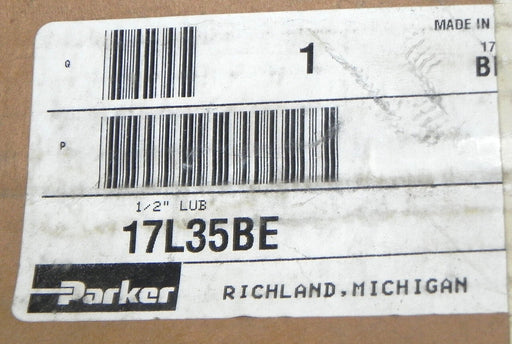 MADE IN
Q
1
17
P
1/2" LUB
17L35BE
Parker
RICHLAND, MICHIGAN